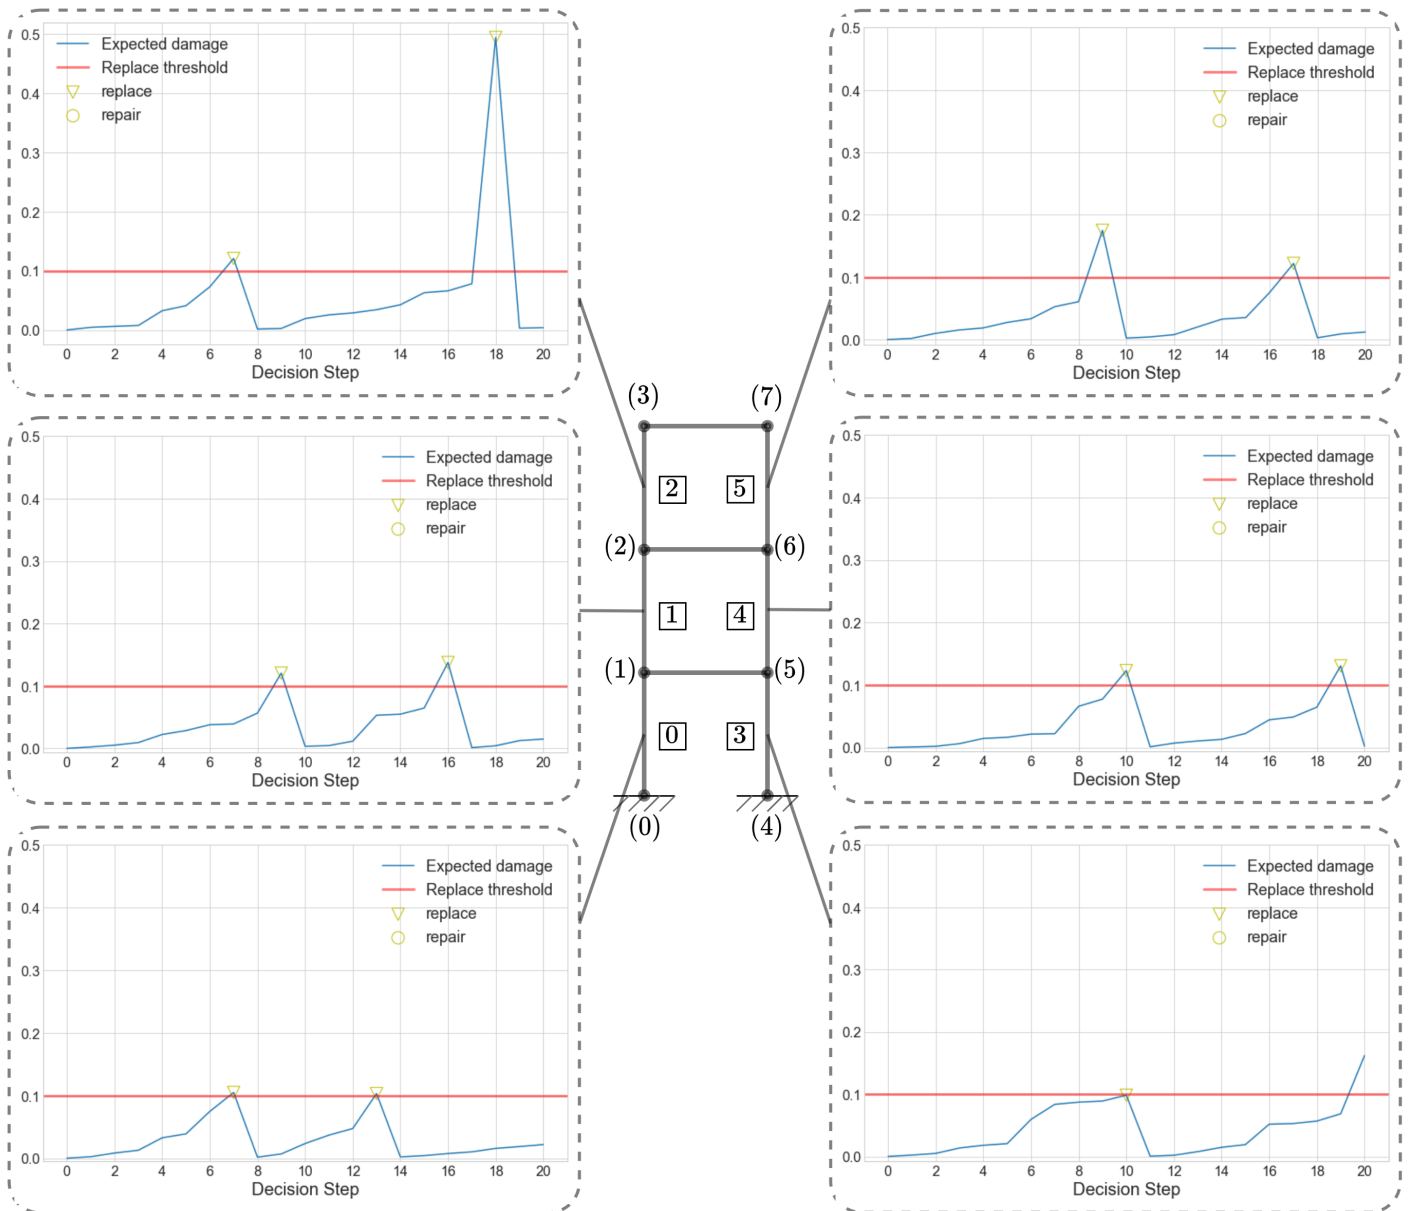 0.5
0.4
0.3
0.2
0.1
0.0
Expected damage
Replace threshold
replace
repair
0 2 4 6 8 10 12 14 16 18 20
Decision Step
0.5
0.4
0.3
0.2
0.1
0.0
Expected damage
Replace threshold
replace
repair
0 2 4 6 8 10 12 14 16 18 20
Decision Step
(3) (7)
2 5
(2) (6)
1 4
(1) (5)
0 3
(0) (4)
0.5
0.4
0.3
0.2
0.1
0.0
Expected damage
Replace threshold
replace
repair
0 2 4 6 8 10 12 14 16 18 20
Decision Step
0.5
0.4
0.3
0.2
0.1
0.0
Expected damage
Replace threshold
replace
repair
0 2 4 6 8 10 12 14 16 18 20
Decision Step
0.5
0.4
0.3
0.2
0.1
0.0
Expected damage
Replace threshold
replace
repair
0 2 4 6 8 10 12 14 16 18 20
Decision Step
0.5
0.4
0.3
0.2
0.1
0.0
Expected damage
Replace threshold
replace
repair
0 2 4 6 8 10 12 14 16 18 20
Decision Step